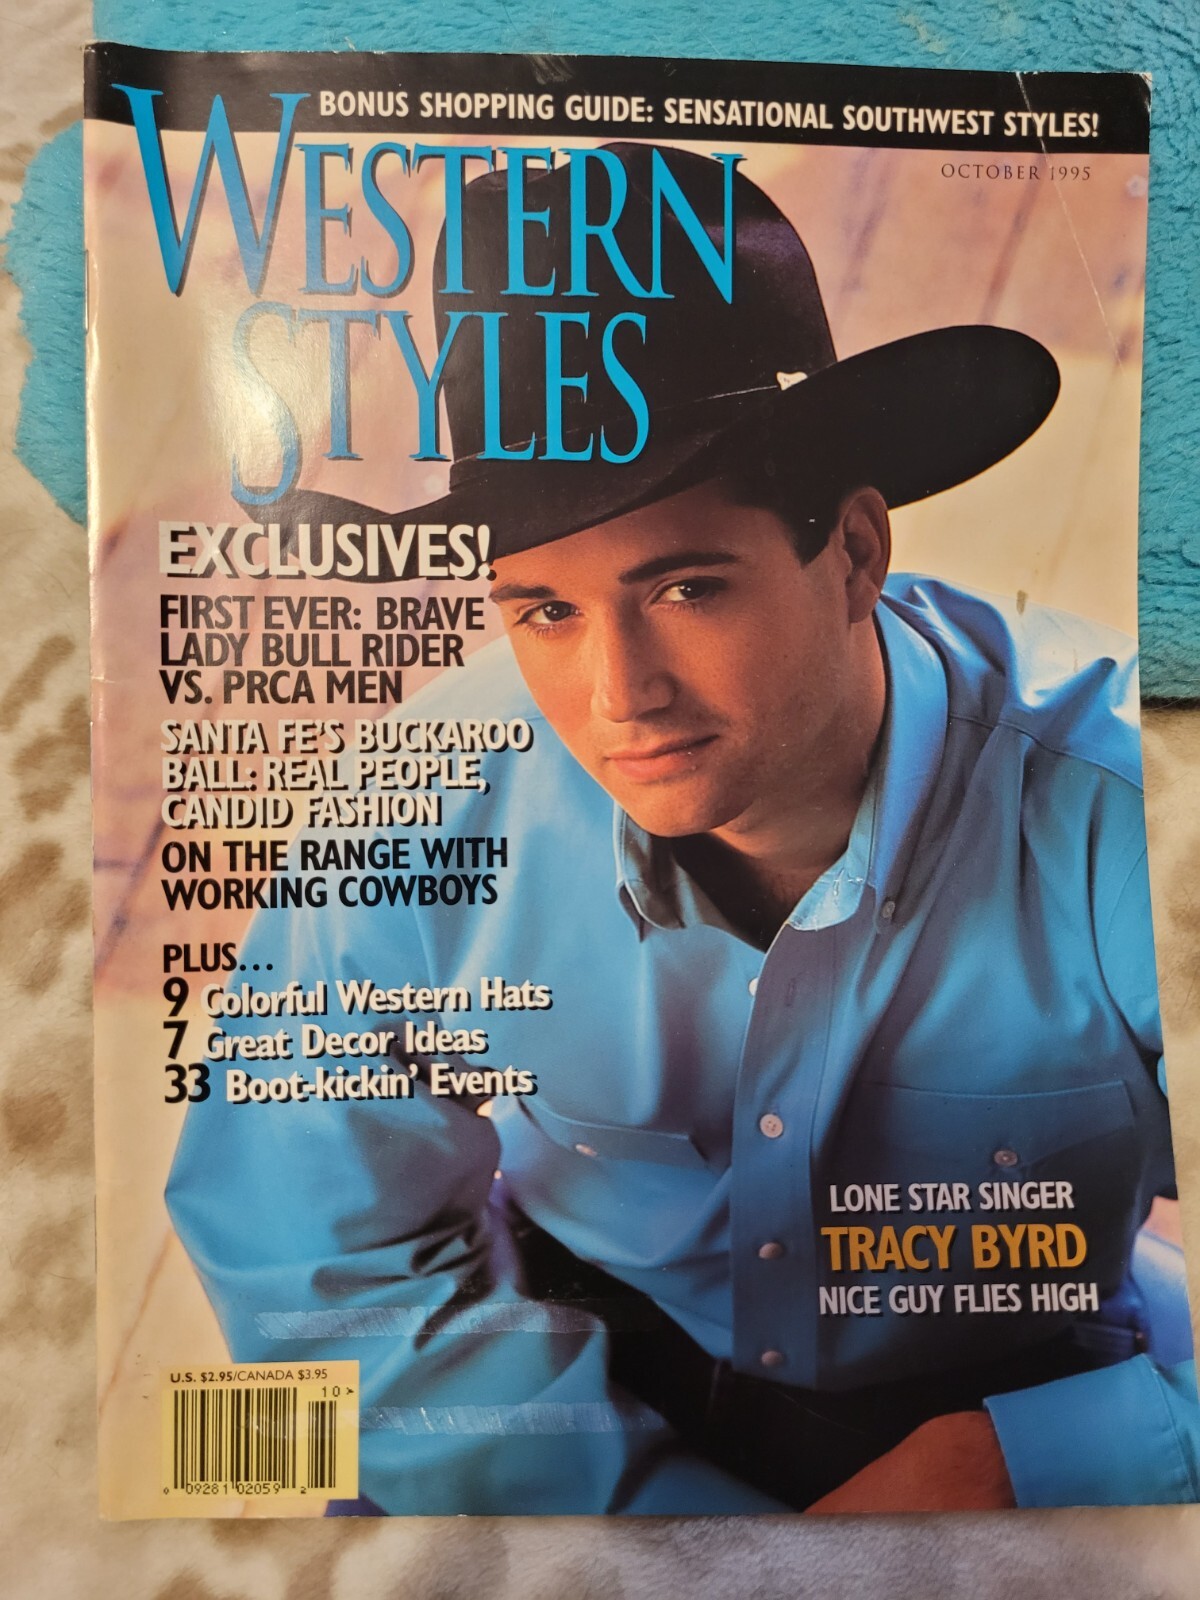 BONUS SHOPPING GUIDE: SENSATIONAL SOUTHWEST STYLES!
OCTOBER 1995
WESTERN
STYLES
EXCLUSIVES!
FIRST EVER: BRAVE
LADY BULL RIDER
VS. PRCA MEN
SANTA FE'S BUCKAROO
BALL: REAL PEOPLE,
CANDID FASHION
ON THE RANGE WITH
WORKING COWBOYS
PLUS...
9 Colorful Western Hats
7 Great Decor Ideas
33 Boot-kickin' Events
LONE STAR SINGER
TRACY BYRD
NICE GUY FLIES HIGH
U.S. $2.95/CANADA $3.95
10
0 09281 02059 2